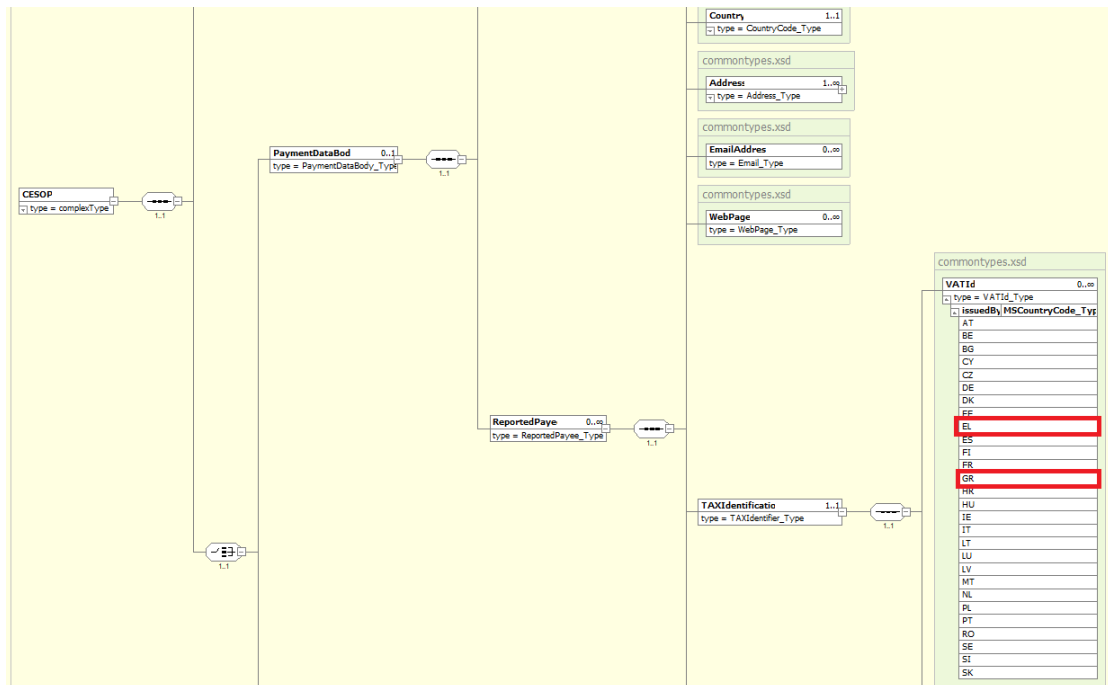 Country 1..1
type = CountryCode_Type
commontypes.xsd
Address 1..∞
type = Address_Type
commontypes.xsd
EmailAddres 0..∞
type = Email_Type
commontypes.xsd
WebPage 0..∞
type = WebPage_Type
PaymentDataBod 0..1
type = PaymentDataBody_Type
1..1
CESOP
type = complexType
1..1
commontypes.xsd
VATId 0..∞
type = VATId_Type
issuedBy MSCountryCode_Typ
AT
BE
BG
CY
CZ
DE
DK
EE
EL
ES
FI
FR
GR
HR
HU
IE
IT
LT
LU
LV
MT
NL
PL
PT
RO
SE
SI
SK
ReportedPaye 0..∞
type = ReportedPayee_Type
1..1
TAXIdentificatio 1..1
type = TAXIdentifier_Type
1..1
1..1